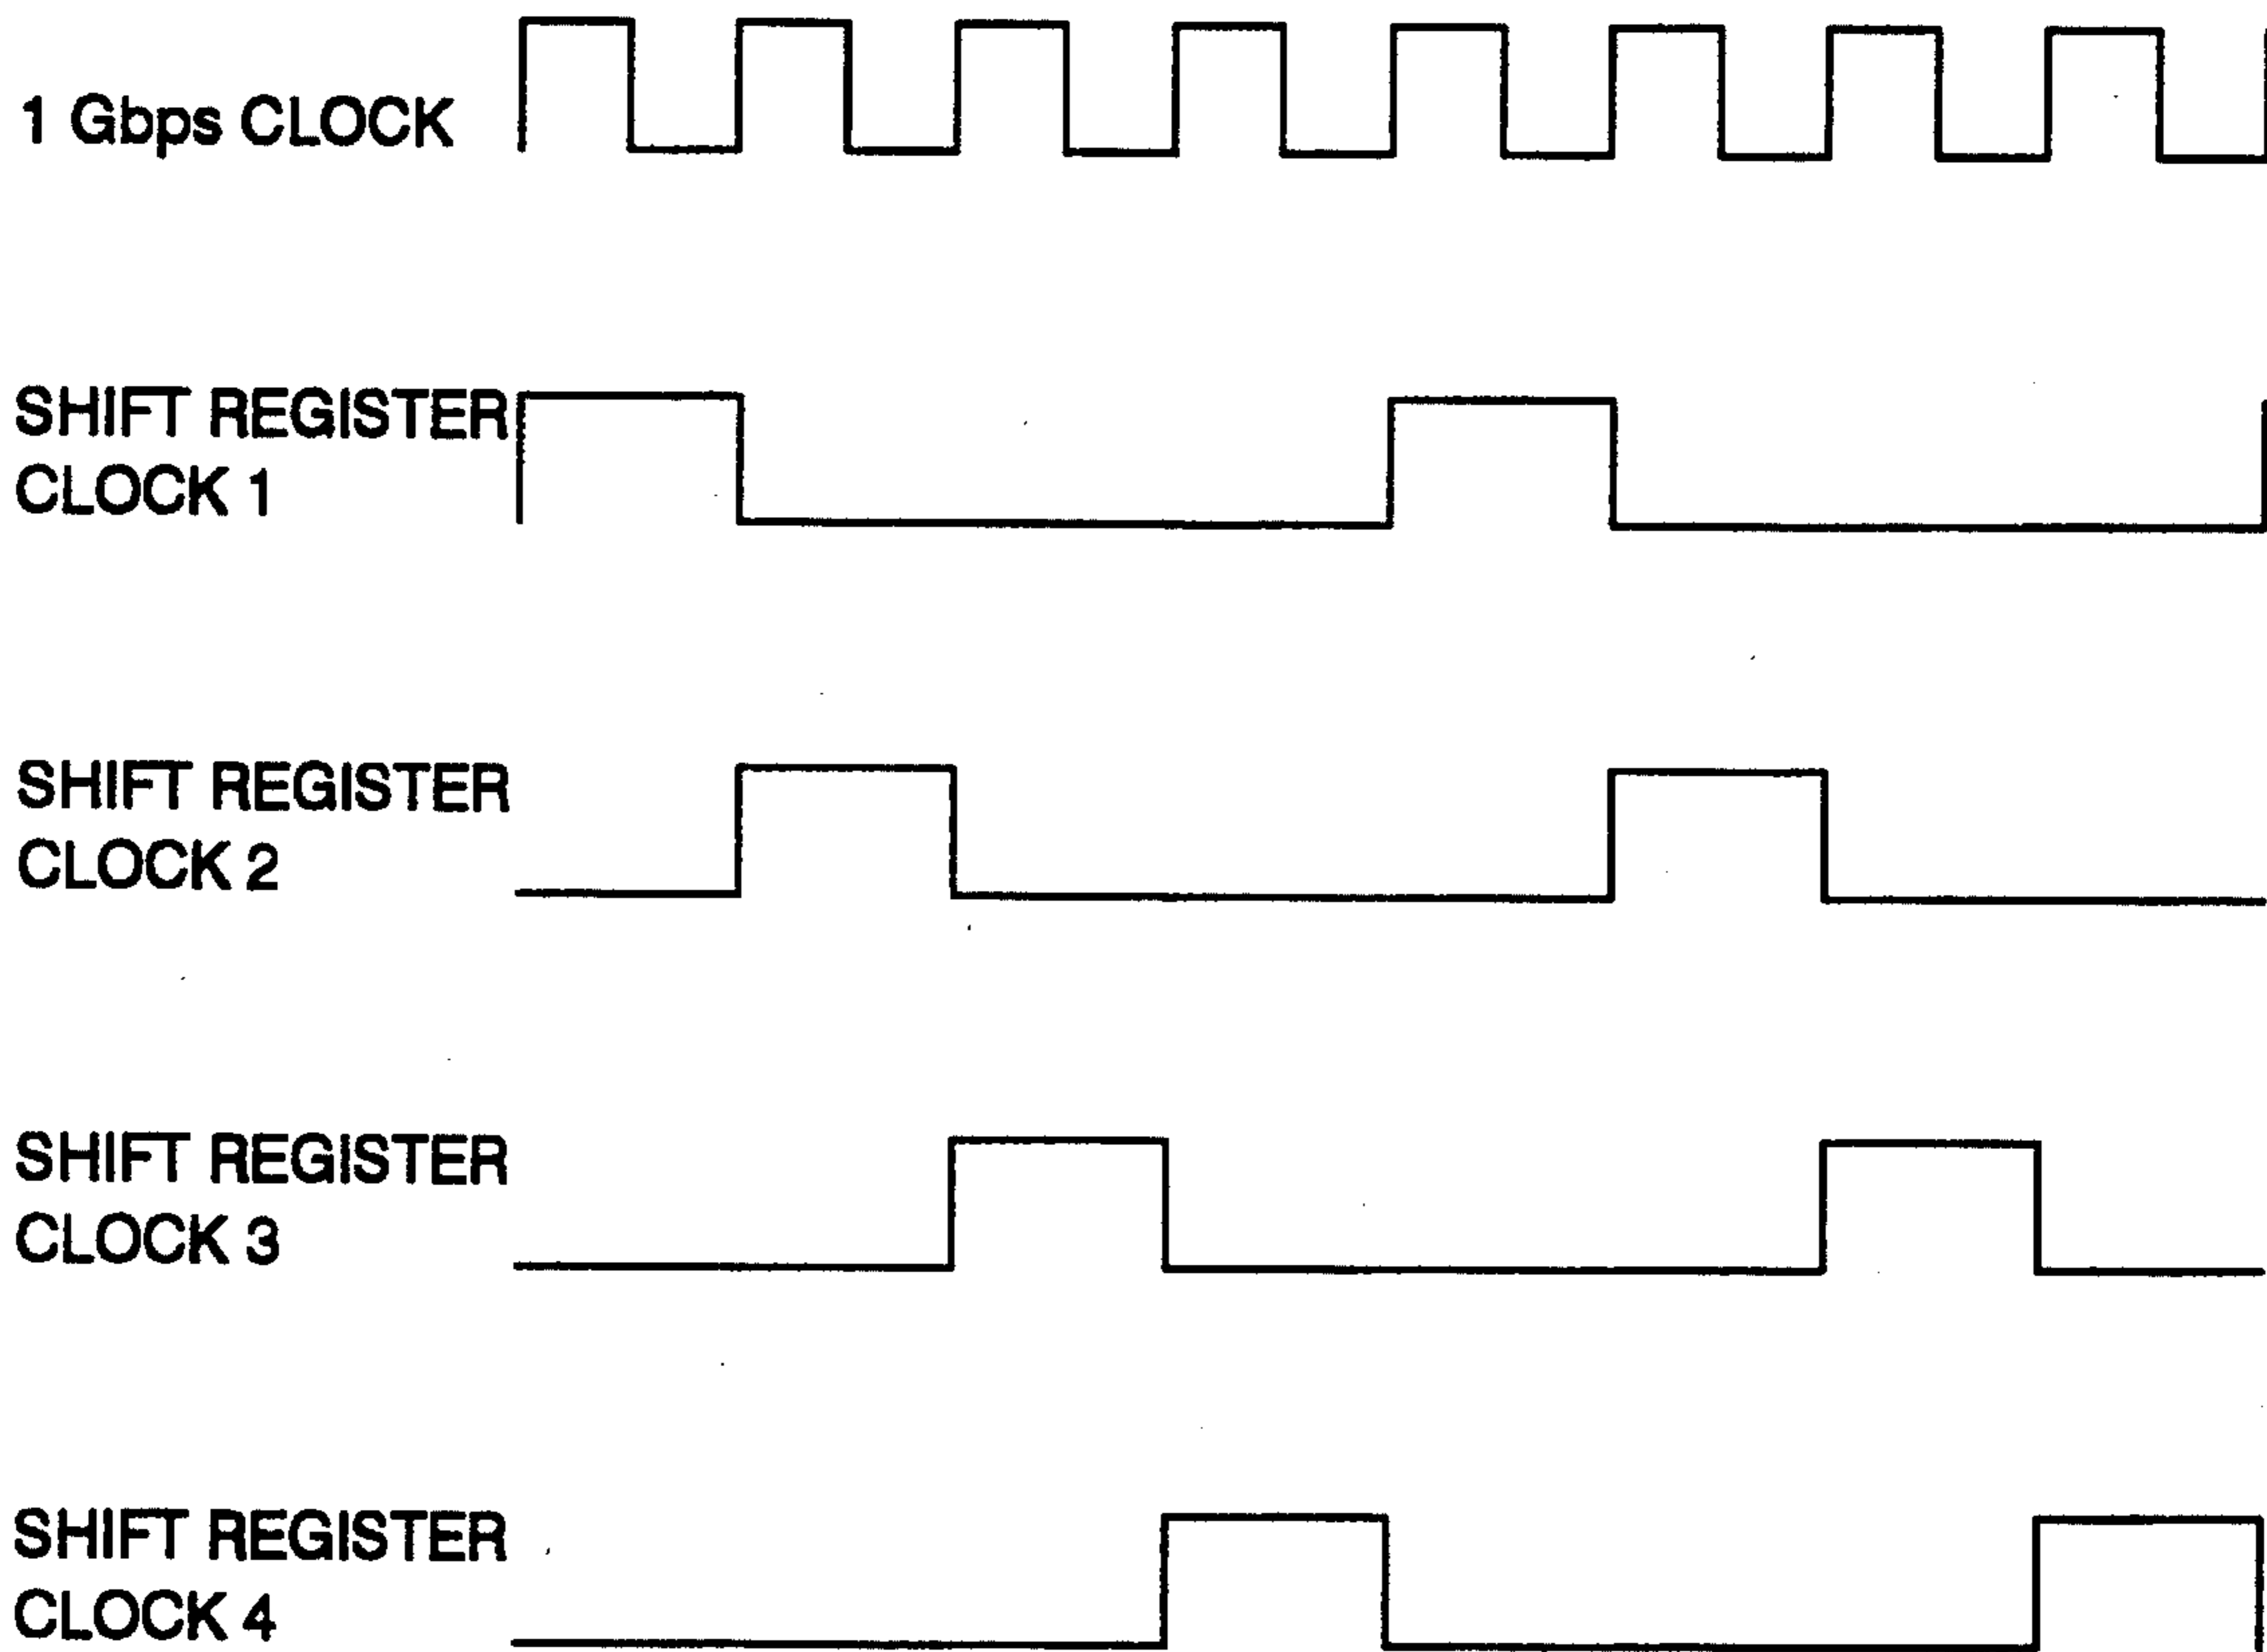 1 Gbps CLOCK
SHIFT REGISTER
CLOCK 1
SHIFT REGISTER
CLOCK 2
SHIFT REGISTER
CLOCK 3
SHIFT REGISTER
CLOCK 4